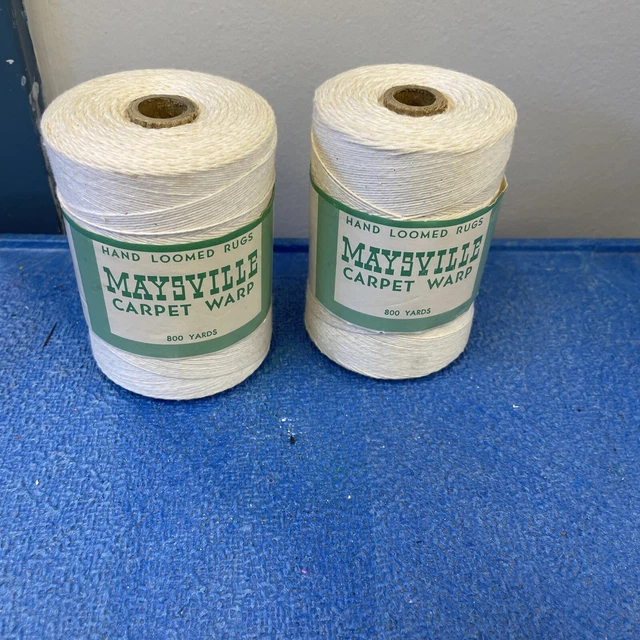 HAND LOOMED RUGS
MAYSVILLE
CARPET WARP
800 YARDS
HAND LOOMED RUGS
MAYSVILLE
CARPET WARP
800 YARDS